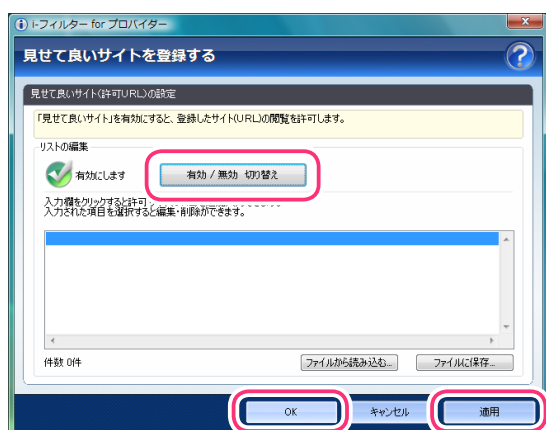 i-フィルター for プロバイダー
見せて良いサイトを登録する
?
見せて良いサイト(許可URL)の設定
「見せて良いサイト」を有効にすると、登録したサイト(URL)の閲覧を許可します。
リストの編集
有効にします
有効 / 無効 切り替え
入力欄をクリックすると許可
入力された項目を選択すると編集・削除ができます。
件数 0件
ファイルから読み込む...
ファイルに保存...
OK
キャンセル
適用